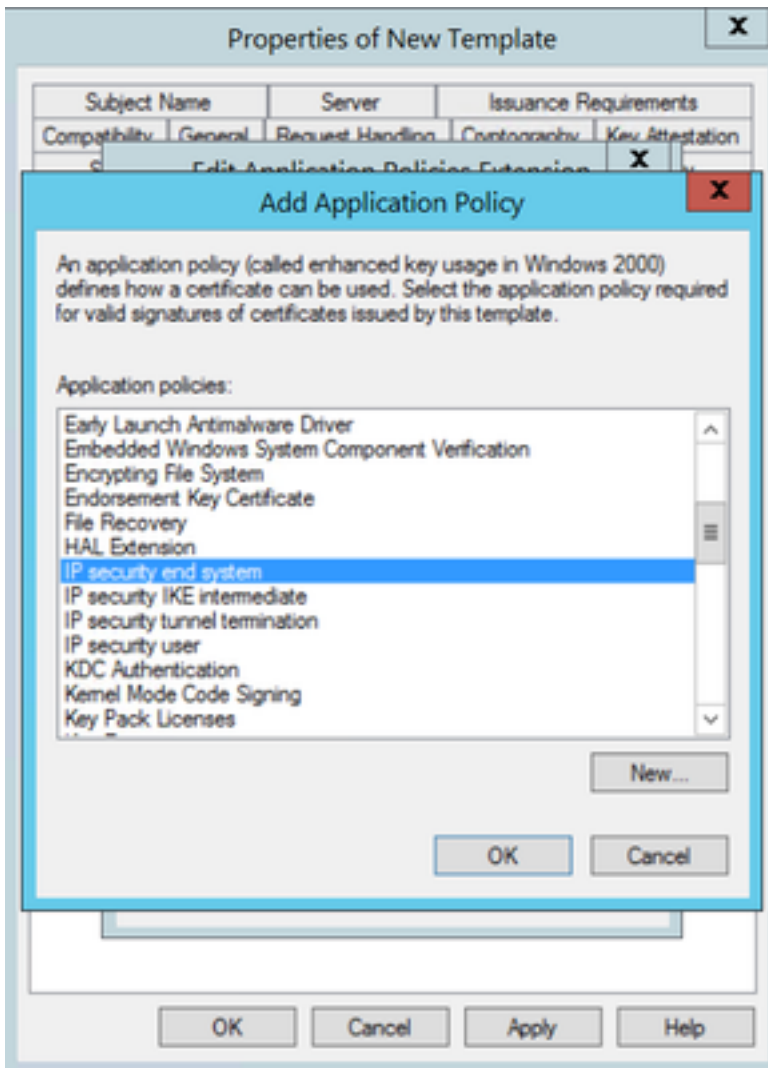 Properties of New Template
x
Subject Name Server Issuance Requirements
Compatibility General Request Handling Cryptography Key Attestation
Edit Application Policies Extension x
Add Application Policy x
An application policy (called enhanced key usage in Windows 2000)
defines how a certificate can be used. Select the application policy required
for valid signatures of certificates issued by this template.
Application policies:
Early Launch Antimalware Driver
Embedded Windows System Component Verification
Encrypting File System
Endorsement Key Certificate
File Recovery
HAL Extension
IP security end system
IP security IKE intermediate
IP security tunnel termination
IP security user
KDC Authentication
Kernel Mode Code Signing
Key Pack Licenses
New...
OK Cancel
OK Cancel Apply Help